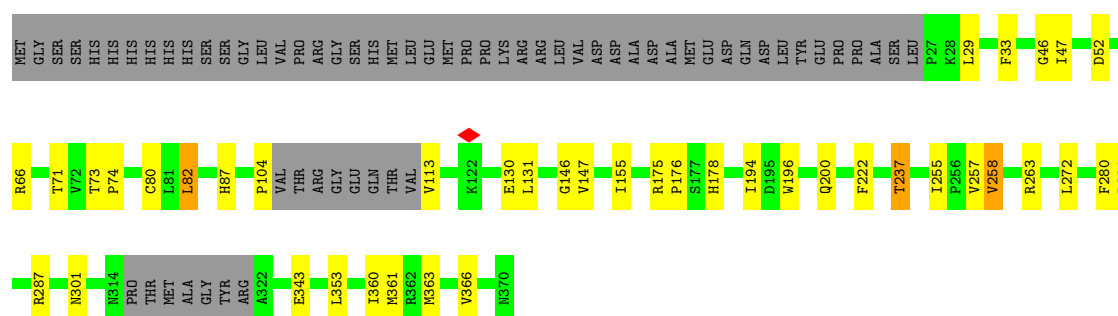 MET GLY SER SER HIS HIS HIS HIS HIS HIS SER SER GLY LEU VAL PRO ARG GLY SER HIS MET LEU LEU GLU MET PRO PRO LYS ARG ARG LEU VAL ASP ASP ALA ASP ASP ALA MET GLU ASP GLN ASP LEU TYR GLU PRO PRO ALA SER LEU P27 K28 L29 F33 G46 I47 D52
R66 T71 V72 T73 P74 C80 L81 L82 H87 P104 VAL THR ARG GLY GLU GLN THR VAL V113 K122 E130 L131 G146 V147 I155 R175 P176 S177 H178 I194 D195 W196 Q200 F222 T237 I255 P256 V257 V258 R263 L272 F280
R287 N301 N314 PRO THR MET ALA GLY TYR ARG A322 E343 L353 I360 M361 R362 M363 V366 N370